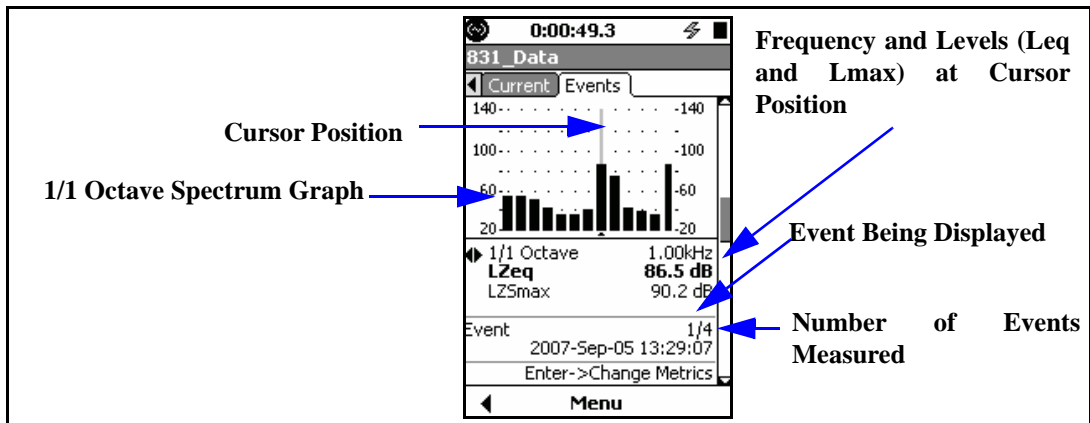 0:00:49.3
831_Data
Current Events
140 -140
100 -100
60 -60
20 -20
1/1 Octave 1.00kHz
LZeq 86.5 dB
LZSmax 90.2 dB
Event 1/4
2007-Sep-05 13:29:07
Enter->Change Metrics
Menu
Cursor Position
1/1 Octave Spectrum Graph
Frequency and Levels (Leq
and Lmax) at Cursor
Position
Event Being Displayed
Number of Events
Measured